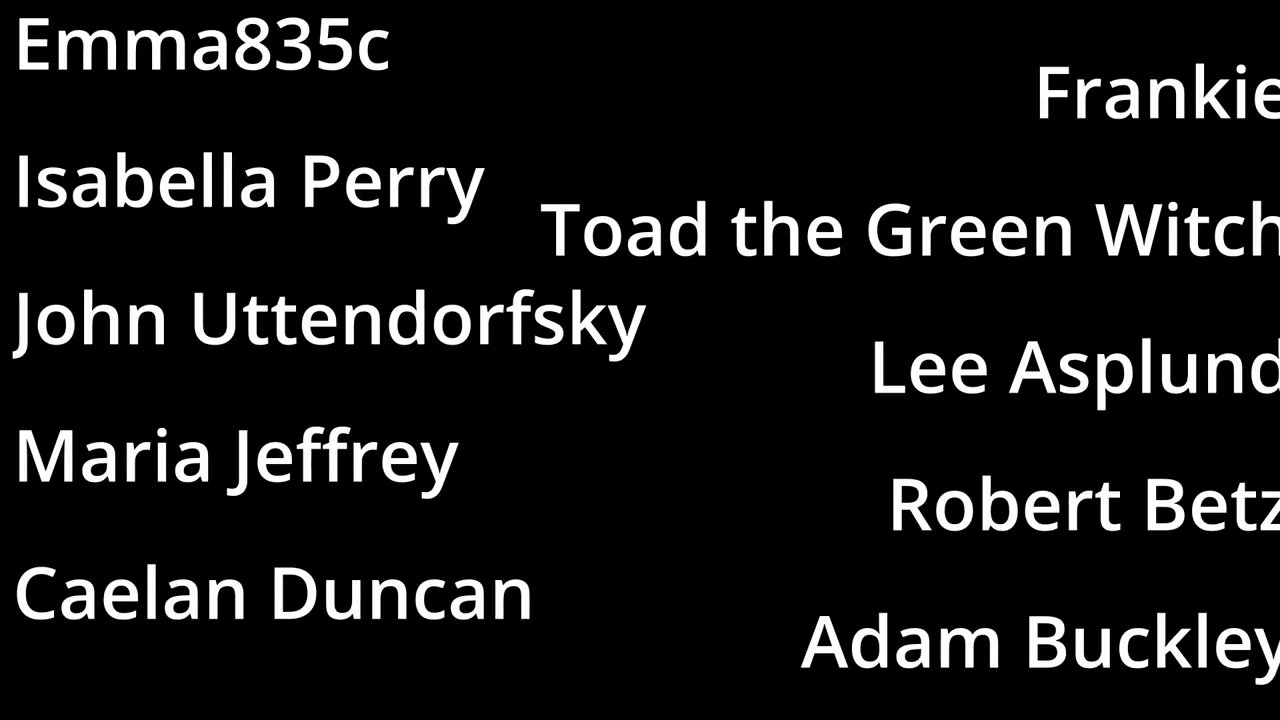 Emma835c
Frankie
Isabella Perry
Toad the Green Witch
John Uttendorfsky
Lee Asplund
Maria Jeffrey
Robert Betz
Caelan Duncan
Adam Buckley